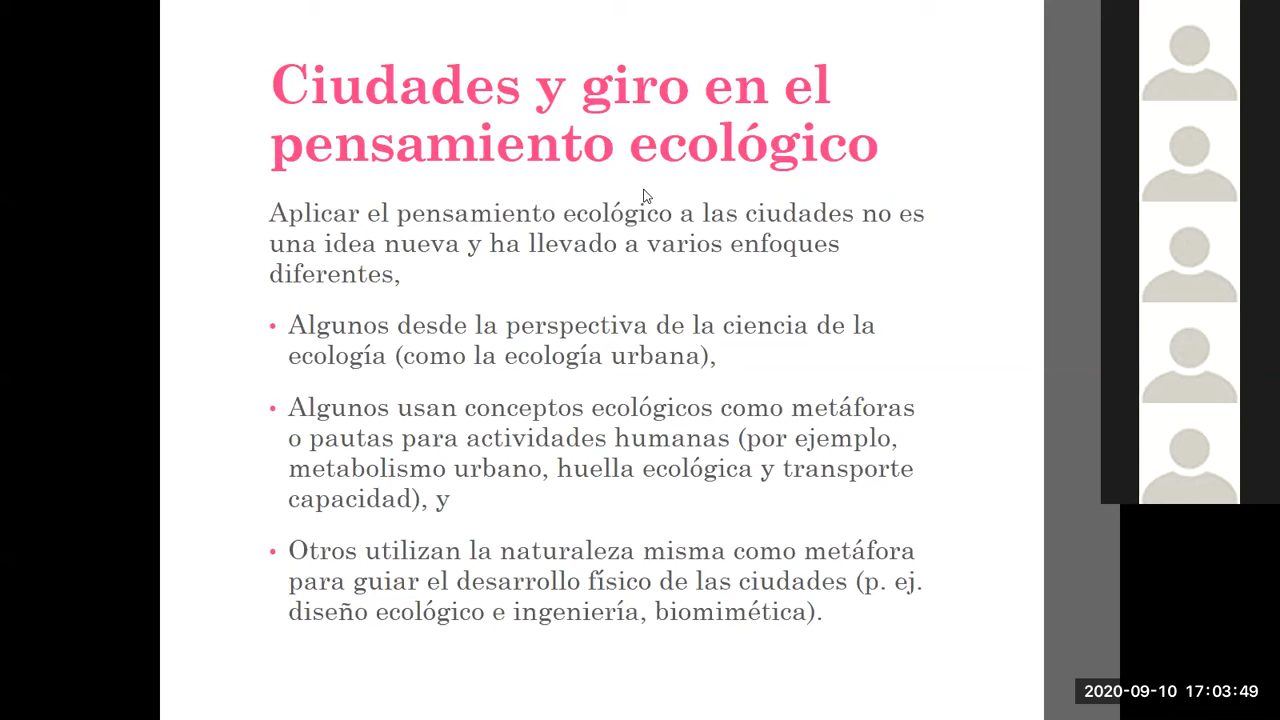 Ciudades y giro en el
pensamiento ecológico
Aplicar el pensamiento ecológico a las ciudades no es
una idea nueva y ha llevado a varios enfoques
diferentes,
• Algunos desde la perspectiva de la ciencia de la
ecología (como la ecología urbana),
• Algunos usan conceptos ecológicos como metáforas
o pautas para actividades humanas (por ejemplo,
metabolismo urbano, huella ecológica y transporte
capacidad), y
• Otros utilizan la naturaleza misma como metáfora
para guiar el desarrollo físico de las ciudades (p. ej.
diseño ecológico e ingeniería, biomimética).
2020-09-10 17:03:49